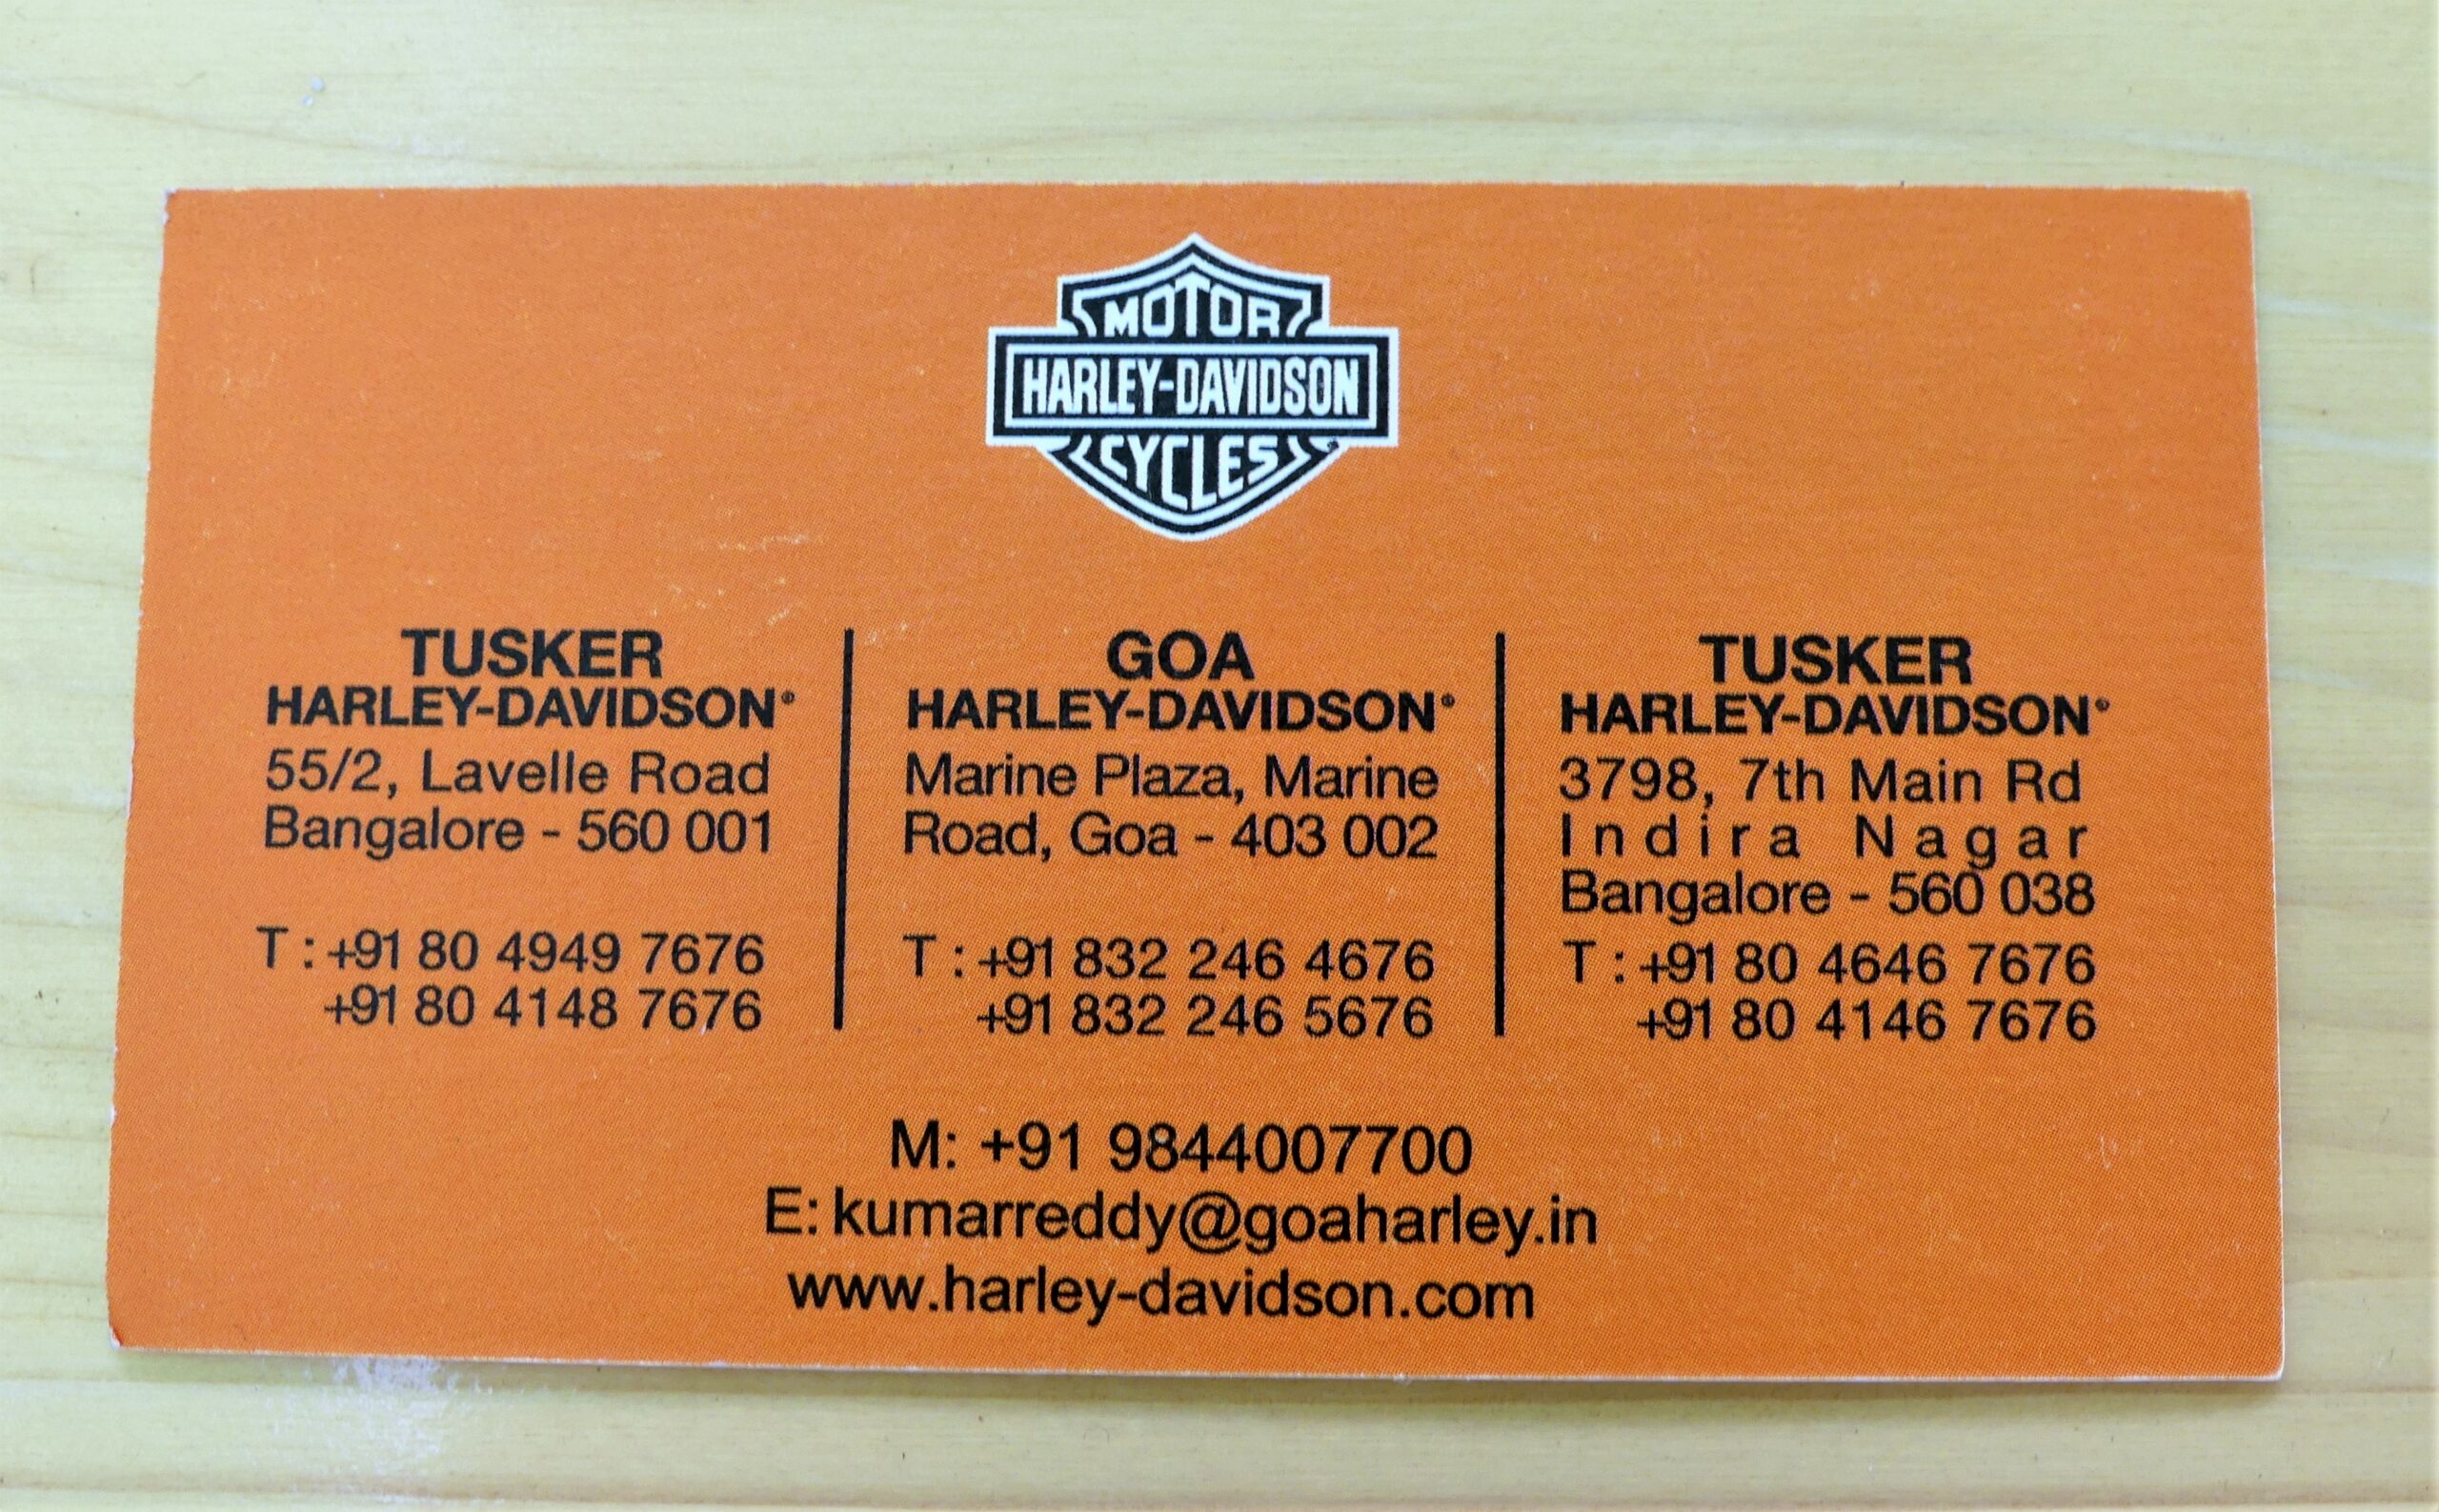 MOTOR
HARLEY-DAVIDSON
CYCLES
TUSKER
HARLEY-DAVIDSON®
55/2, Lavelle Road
Bangalore - 560 001
T : +91 80 4949 7676
+91 80 4148 7676
GOA
HARLEY-DAVIDSON®
Marine Plaza, Marine
Road, Goa - 403 002
T : +91 832 246 4676
+91 832 246 5676
TUSKER
HARLEY-DAVIDSON®
3798, 7th Main Rd
Indira Nagar
Bangalore - 560 038
T : +91 80 4646 7676
+91 80 4146 7676
M: +91 9844007700
E: kumarreddy@goaharley.in
www.harley-davidson.com